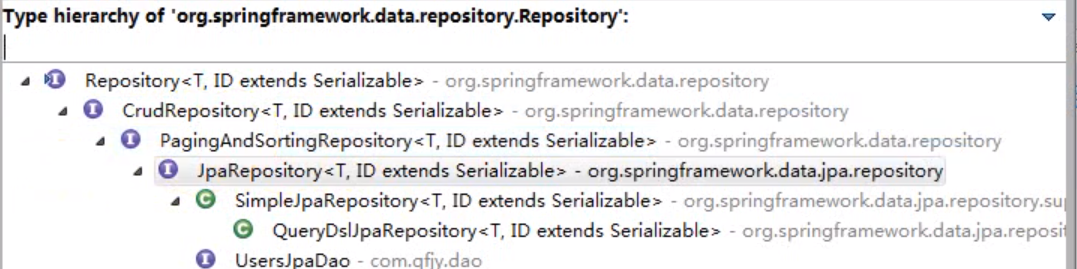 Type hierarchy of 'org.springframework.data.repository.Repository':
Repository<T, ID extends Serializable> - org.springframework.data.repository
CrudRepository<T, ID extends Serializable> - org.springframework.data.repository
PagingAndSortingRepository<T, ID extends Serializable> - org.springframework.data.repository
JpaRepository<T, ID extends Serializable> - org.springframework.data.jpa.repository
SimpleJpaRepository<T, ID extends Serializable> - org.springframework.data.jpa.repository.su
QueryDslJpaRepository<T, ID extends Serializable> - org.springframework.data.jpa.reposit
UsersJpaDao - com.qfjy.dao